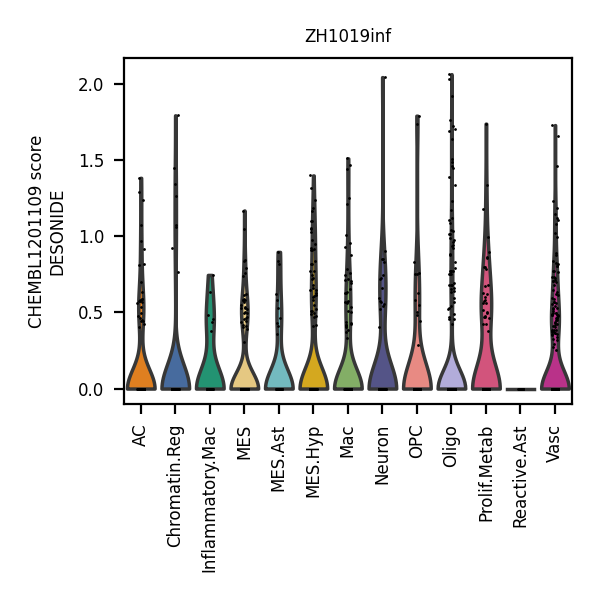 ZH1019inf
CHEMBL1201109 score
DESONIDE
2.0
1.5
1.0
0.5
0.0
AC
Chromatin.Reg
Inflammatory.Mac
MES
MES.Ast
MES.Hyp
Mac
Neuron
OPC
Oligo
Prolif.Metab
Reactive.Ast
Vasc